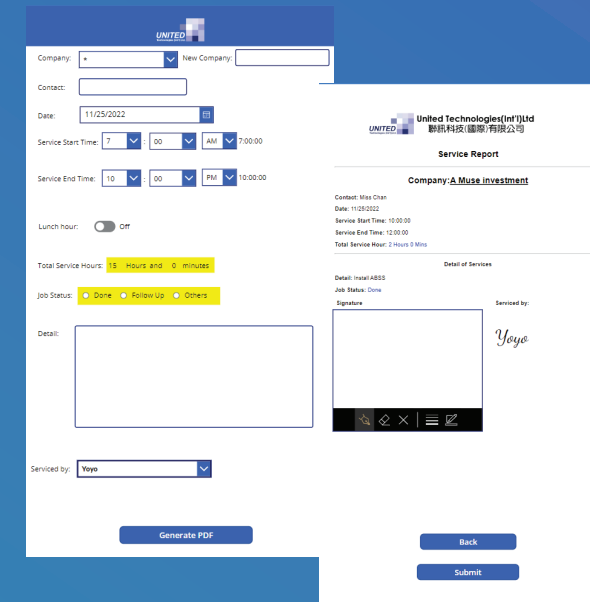 UNITED
Company: * New Company:
Contact:
Date: 11/25/2022
Service Start Time: 7 : 00 AM 7:00:00
Service End Time: 10 : 00 PM 10:00:00
Lunch hour: Off
Total Service Hours: 15 Hours and 0 minutes
Job Status: Done Follow Up Others
Detail:
Serviced by: Yoyo
Generate PDF
UNITED
United Technologies(Int'l)Ltd
聯訊科技(國際)有限公司
Service Report
Company:A Muse investment
Contact: Miss Chan
Date: 11/25/2022
Service Start Time: 10:00:00
Service End Time: 12:00:00
Total Service Hour: 2 Hours 0 Mins
Detail of Services
Detail: Install ABSS
Job Status: Done
Signature Serviced by:
Yoyo
Back
Submit